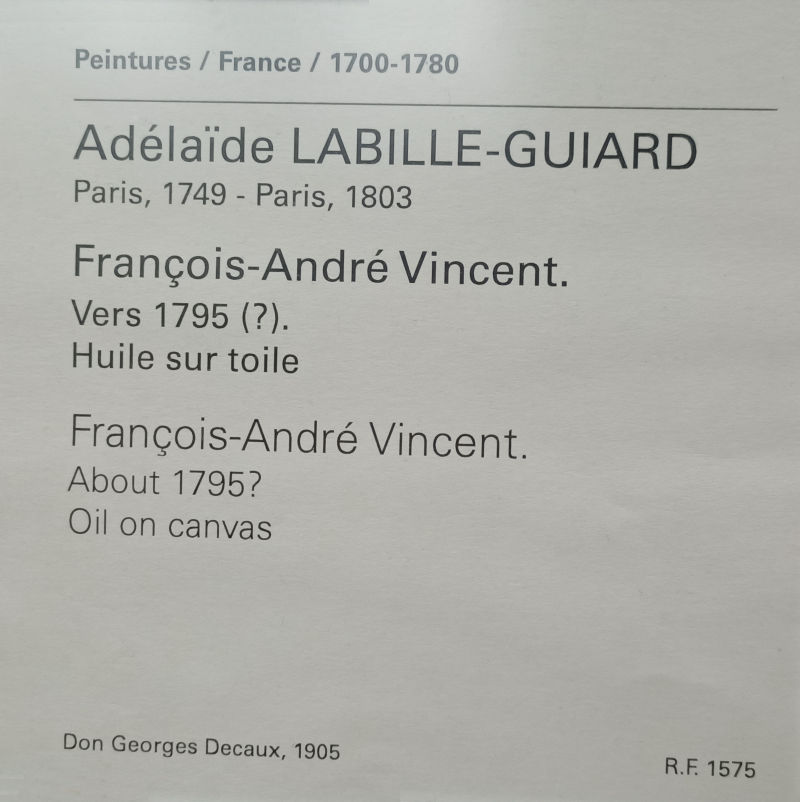 Peintures / France / 1700-1780
Adélaïde LABILLE-GUIARD
Paris, 1749 - Paris, 1803
François-André Vincent.
Vers 1795 (?).
Huile sur toile
François-André Vincent.
About 1795?
Oil on canvas
Don Georges Decaux, 1905
R.F. 1575